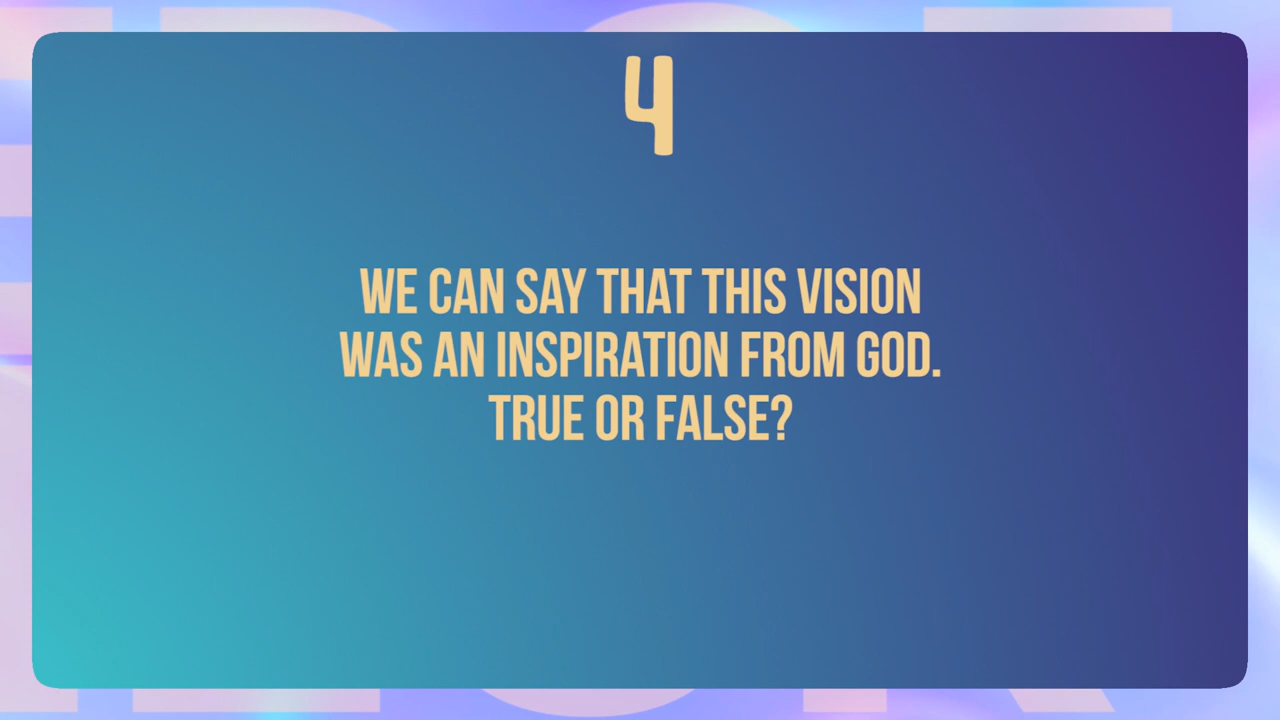 4
WE CAN SAY THAT THIS VISION
WAS AN INSPIRATION FROM GOD.
TRUE OR FALSE?